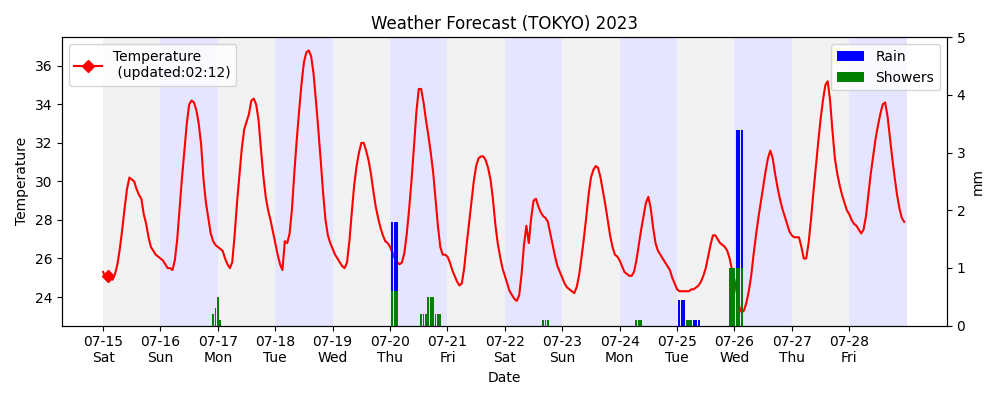 Weather Forecast (TOKYO) 2023
Temperature
(updated:02:12)
Rain
Showers
Temperature
36
34
32
30
28
26
24
5
4
3
2
1
0
mm
07-15 07-16 07-17 07-18 07-19 07-20 07-21 07-22 07-23 07-24 07-25 07-26 07-27 07-28
Sat Sun Mon Tue Wed Thu Fri Sat Sun Mon Tue Wed Thu Fri
Date